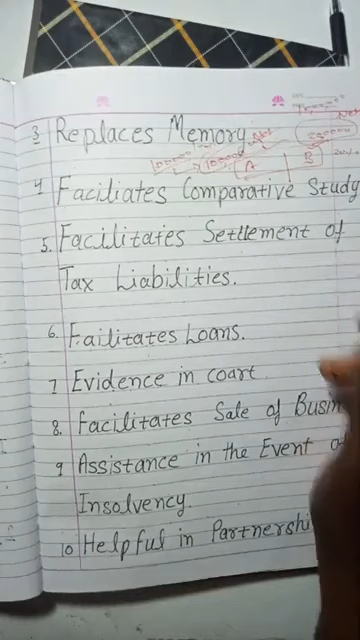 3 Replaces Memory
4 Faciliates Comparative Study
5. Facilitates Settlement of
Tax Liabilities.
6. Failitates Loans.
7 Evidence in coart
8. Facilitates Sale of Busin
9 Assistance in the Event of
Insolvency.
10 Helpful in Partnershi